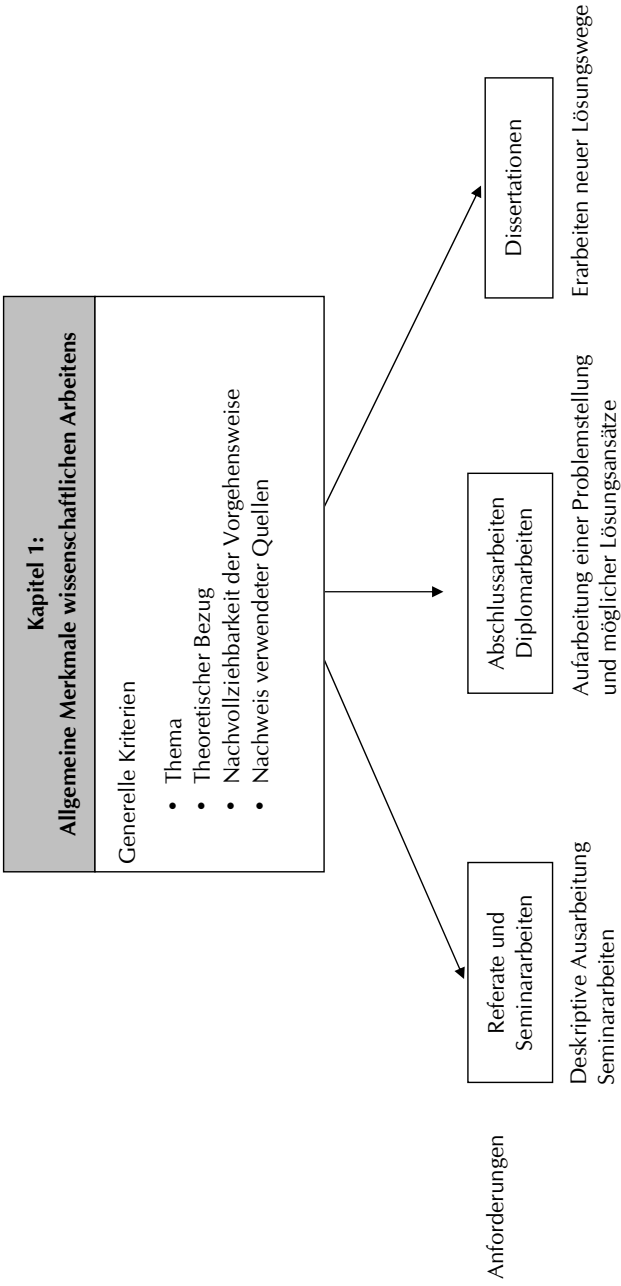 Kapitel 1:
Allgemeine Merkmale wissenschaftlichen Arbeitens
Generelle Kriterien
• Thema
• Theoretischer Bezug
• Nachvollziehbarkeit der Vorgehensweise
• Nachweis verwendeter Quellen
Anforderungen
Referate und
Seminararbeiten
Deskriptive Ausarbeitung
Seminararbeiten
Abschlussarbeiten
Diplomarbeiten
Aufarbeitung einer Problemstellung
und möglicher Lösungsansätze
Dissertationen
Erarbeiten neuer Lösungswege